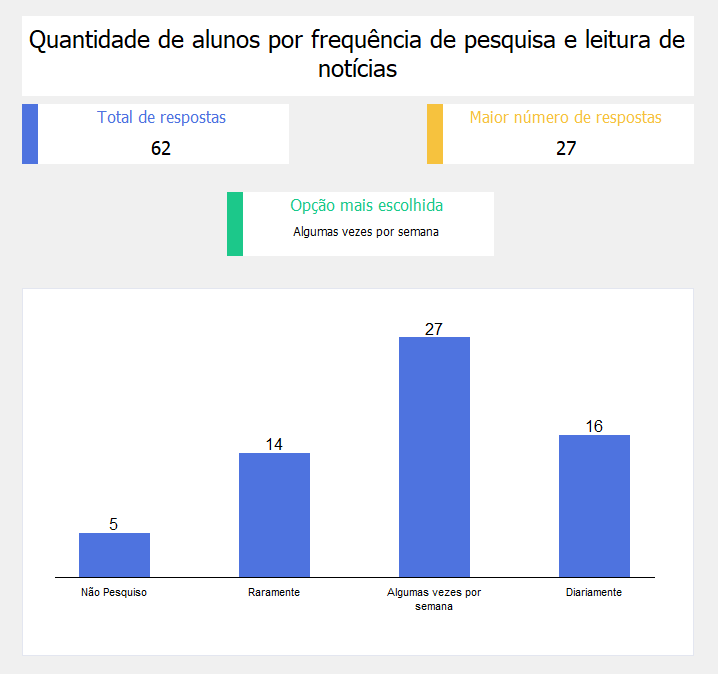 Quantidade de alunos por frequência de pesquisa e leitura de
notícias
Total de respostas
62
Maior número de respostas
27
Opção mais escolhida
Algumas vezes por semana
5
14
27
16
Não Pesquiso
Raramente
Algumas vezes por
semana
Diariamente